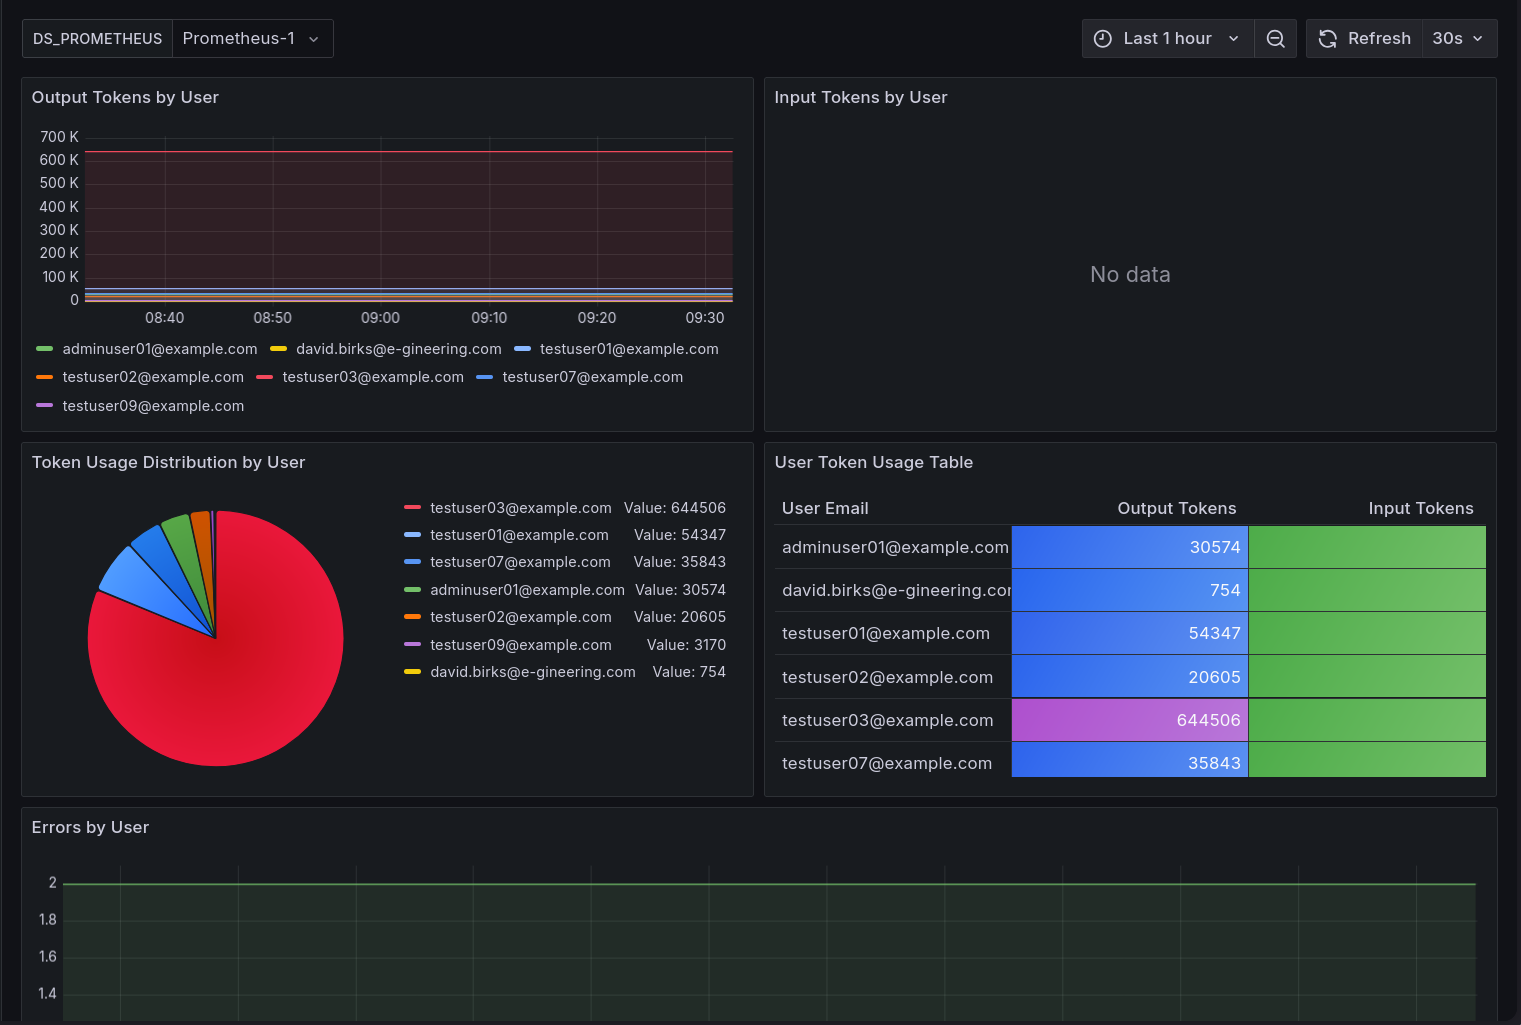 DS_PROMETHEUS Prometheus-1 Last 1 hour Refresh 30s
Output Tokens by User
700 K
600 K
500 K
400 K
300 K
200 K
100 K
0
08:40 08:50 09:00 09:10 09:20 09:30
adminuser01@example.com david.birks@e-gineering.com testuser01@example.com
testuser02@example.com testuser03@example.com testuser07@example.com
testuser09@example.com
Input Tokens by User
No data
Token Usage Distribution by User
testuser03@example.com Value: 644506
testuser01@example.com Value: 54347
testuser07@example.com Value: 35843
adminuser01@example.com Value: 30574
testuser02@example.com Value: 20605
testuser09@example.com Value: 3170
david.birks@e-gineering.com Value: 754
User Token Usage Table
User Email Output Tokens Input Tokens
adminuser01@example.com 30574
david.birks@e-gineering.cor 754
testuser01@example.com 54347
testuser02@example.com 20605
testuser03@example.com 644506
testuser07@example.com 35843
Errors by User
2
1.8
1.6
1.4